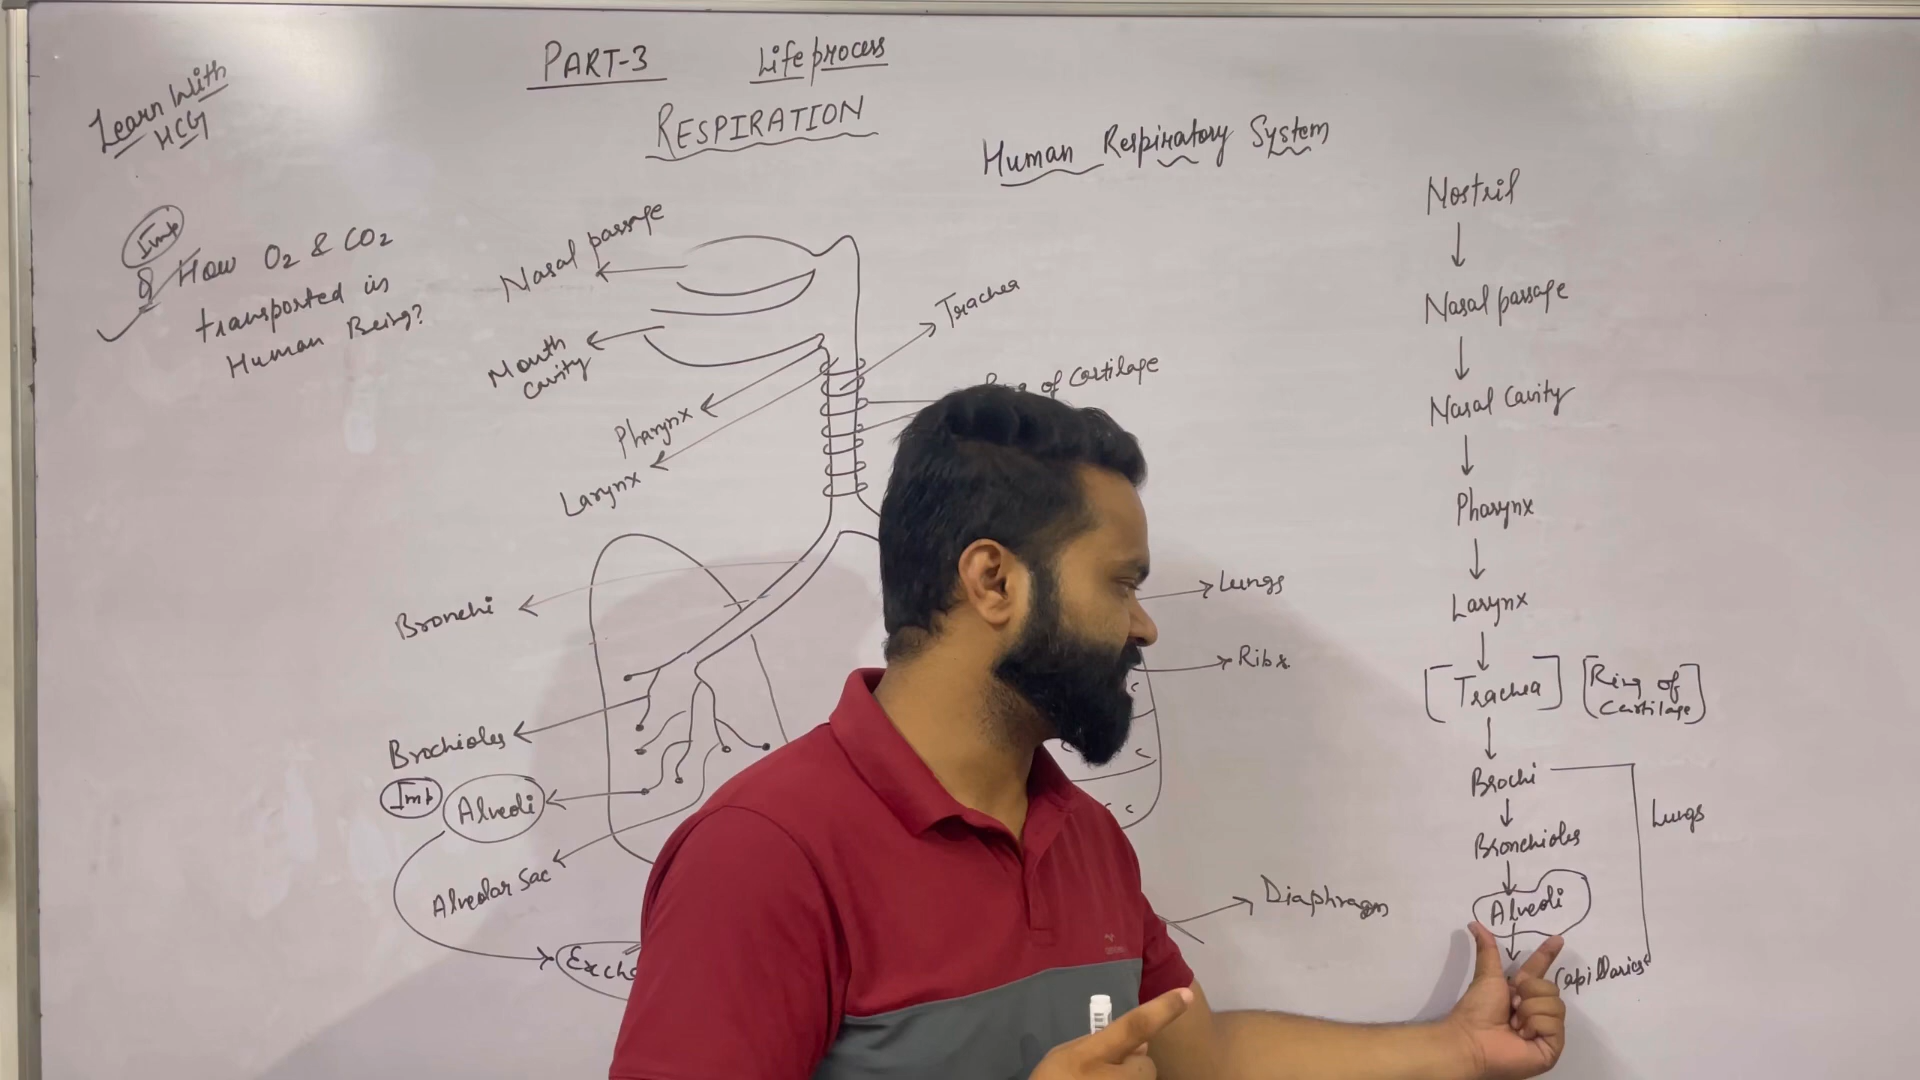 PART-3
Life process
RESPIRATION
Learn With
HCG
Human Respiratory System
Imp
Q How O2 & CO2
transported in
Human Being?
Nasal passage
Mouth
cavity
Pharynx
Larynx
Trachea
of Cartilage
Bronchi
Brochioles
Imp
Alveoli
Alveolar Sac
Lungs
Ribs
Diaphragm
Nostril
Nasal passage
Nasal Cavity
Pharynx
Larynx
[Trachea] [Ring of
Cartilage]
Brochi
Bronchioles
Lungs
Alveoli
Capillaries